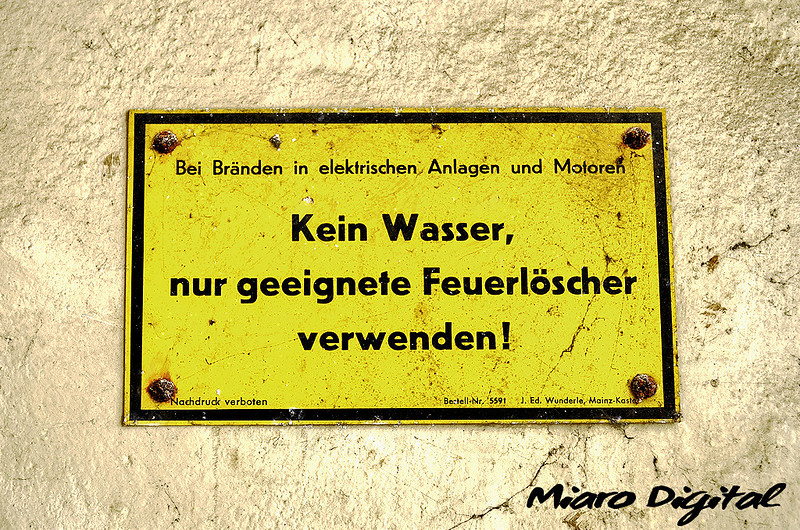 Bei Bränden in elektrischen Anlagen und Motoren
Kein Wasser,
nur geeignete Feuerlöscher
verwenden!
Nachdruck verboten
Bestell-Nr. 5591 J. Ed. Wunderle, Mainz-Kastel
Miaro Digital